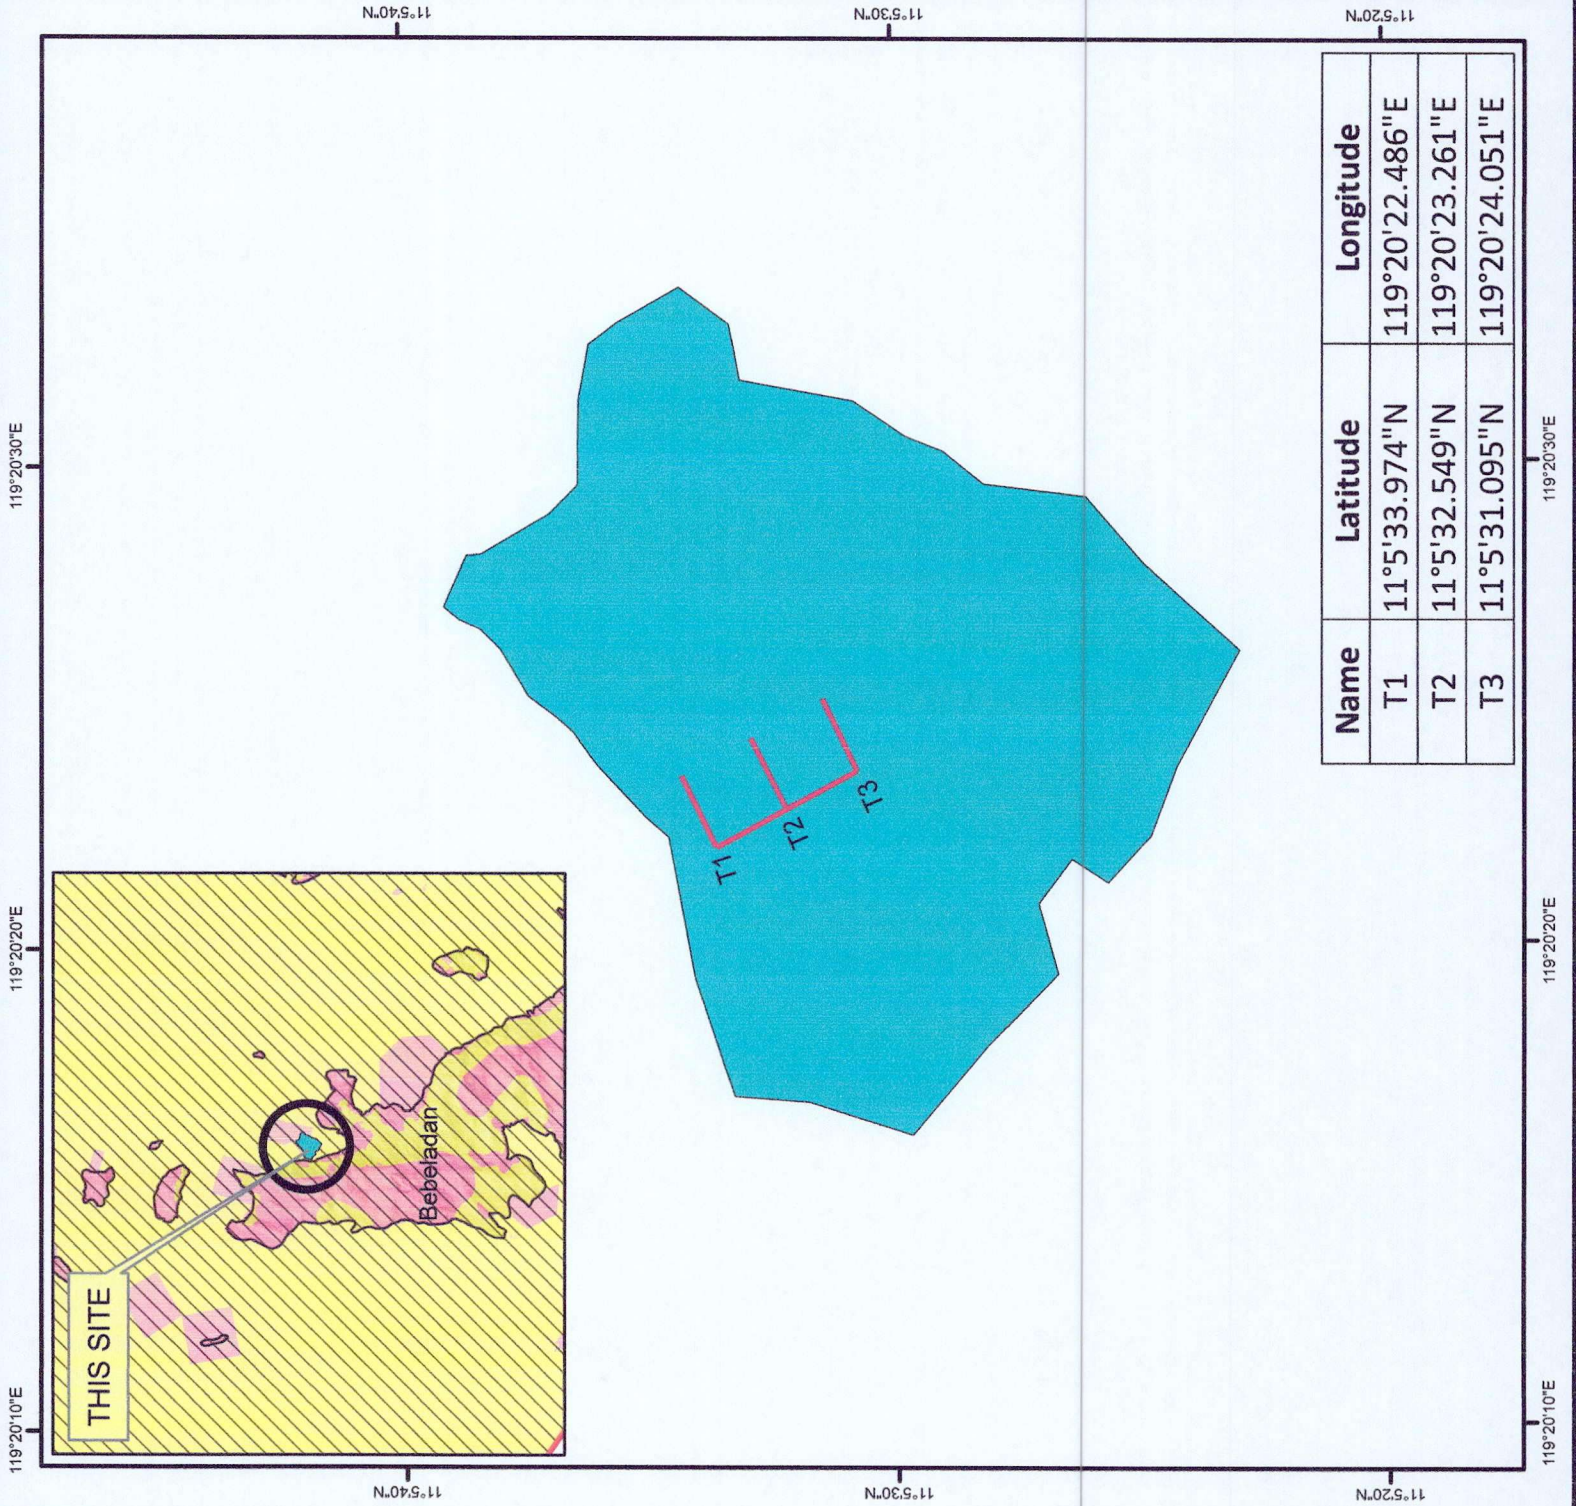 119°20'10"E
119°20'20"E
119°20'30"E
11°5'40"N
11°5'40"N
THIS SITE
Bebeladan
T1
T2
T3
11°5'30"N
11°5'30"N
Name Latitude Longitude
T1 11°5'33.974"N 119°20'22.486"E
T2 11°5'32.549"N 119°20'23.261"E
T3 11°5'31.095"N 119°20'24.051"E
11°5'20"N
11°5'20"N
119°20'10"E
119°20'20"E
119°20'30"E